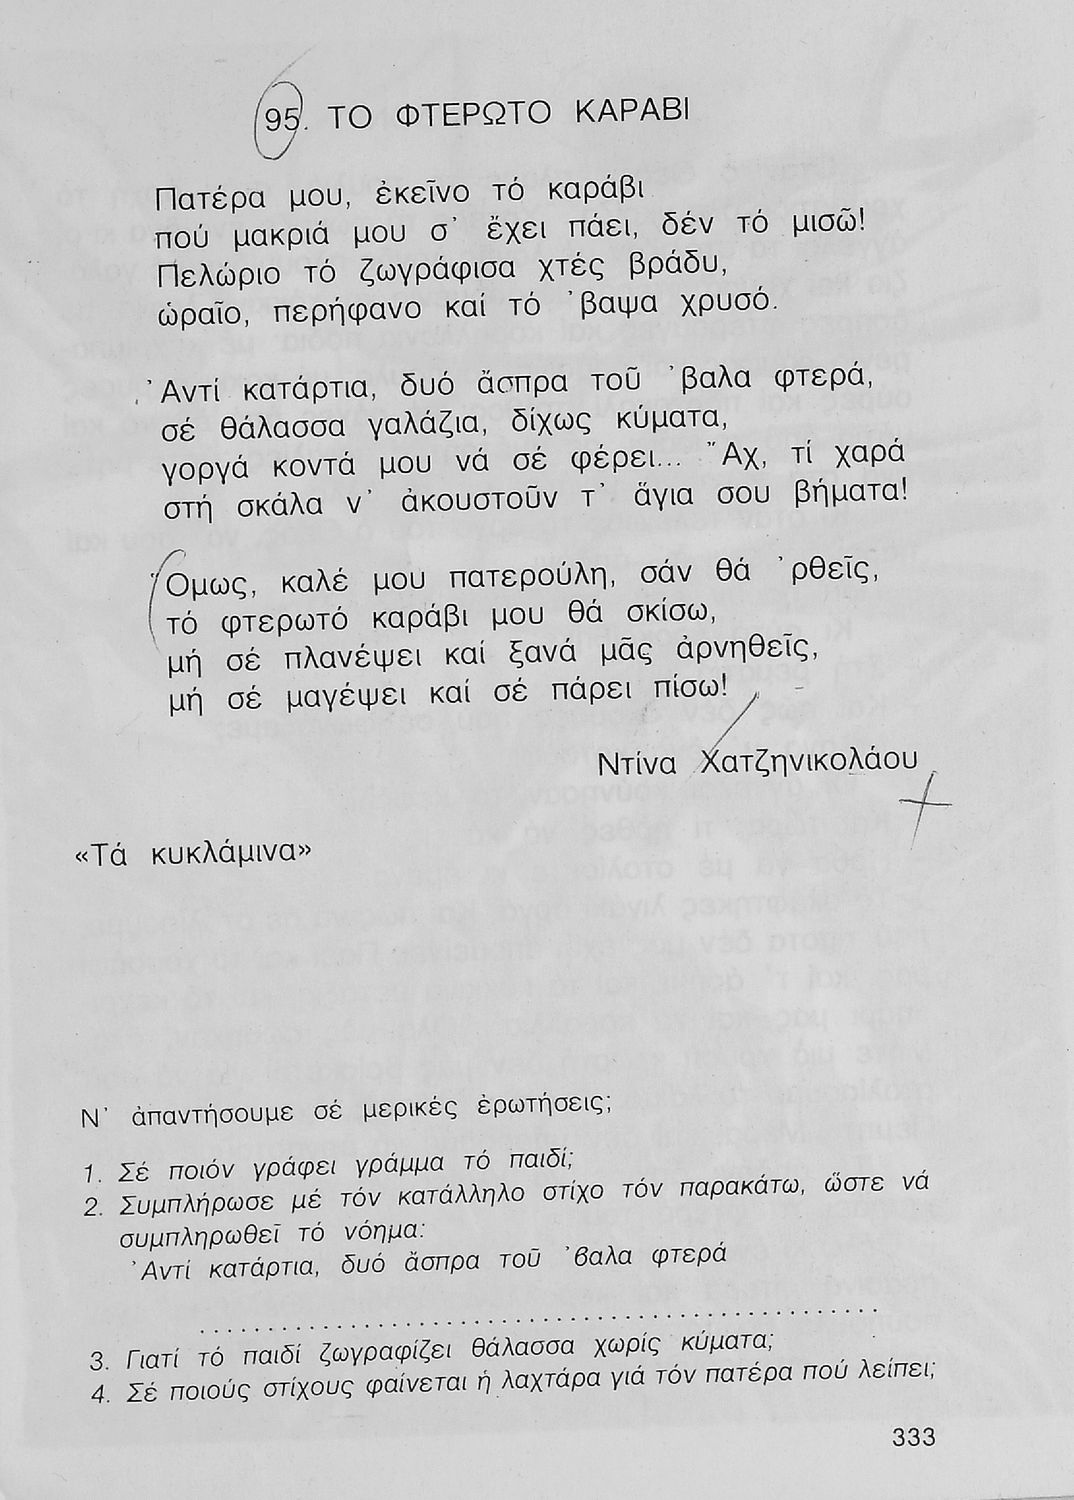 95. ΤΟ ΦΤΕΡΩΤΟ ΚΑΡΑΒΙ
Πατέρα μου, ἐκεῖνο τό καράβι
πού μακριά μου σ᾿ ἔχει πάει, δέν τό μισῶ!
Πελώριο τό ζωγράφισα χτές βράδυ,
ὡραῖο, περήφανο καί τό ᾿βαψα χρυσό.
᾿Αντί κατάρτια, δυό ἄσπρα τοῦ ᾿βαλα φτερά,
σέ θάλασσα γαλάζια, δίχως κύματα,
γοργά κοντά μου νά σέ φέρει... ῎Αχ, τί χαρά
στή σκάλα ν᾿ ἀκουστοῦν τ᾿ ἅγια σου βήματα!
῞Ομως, καλέ μου πατερούλη, σάν θά ᾿ρθεῖς,
τό φτερωτό καράβι μου θά σκίσω,
μή σέ πλανέψει καί ξανά μᾶς ἀρνηθεῖς,
μή σέ μαγέψει καί σέ πάρει πίσω!
Ντίνα Χατζηνικολάου
«Τά κυκλάμινα»
Ν᾿ ἀπαντήσουμε σέ μερικές ἐρωτήσεις;
1. Σέ ποιόν γράφει γράμμα τό παιδί;
2. Συμπλήρωσε μέ τόν κατάλληλο στίχο τόν παρακάτω, ὥστε νά
συμπληρωθεῖ τό νόημα:
᾿Αντί κατάρτια, δυό ἄσπρα τοῦ ᾿βαλα φτερά
................................................
3. Γιατί τό παιδί ζωγραφίζει θάλασσα χωρίς κύματα;
4. Σέ ποιούς στίχους φαίνεται ἡ λαχτάρα γιά τόν πατέρα πού λείπει;
333